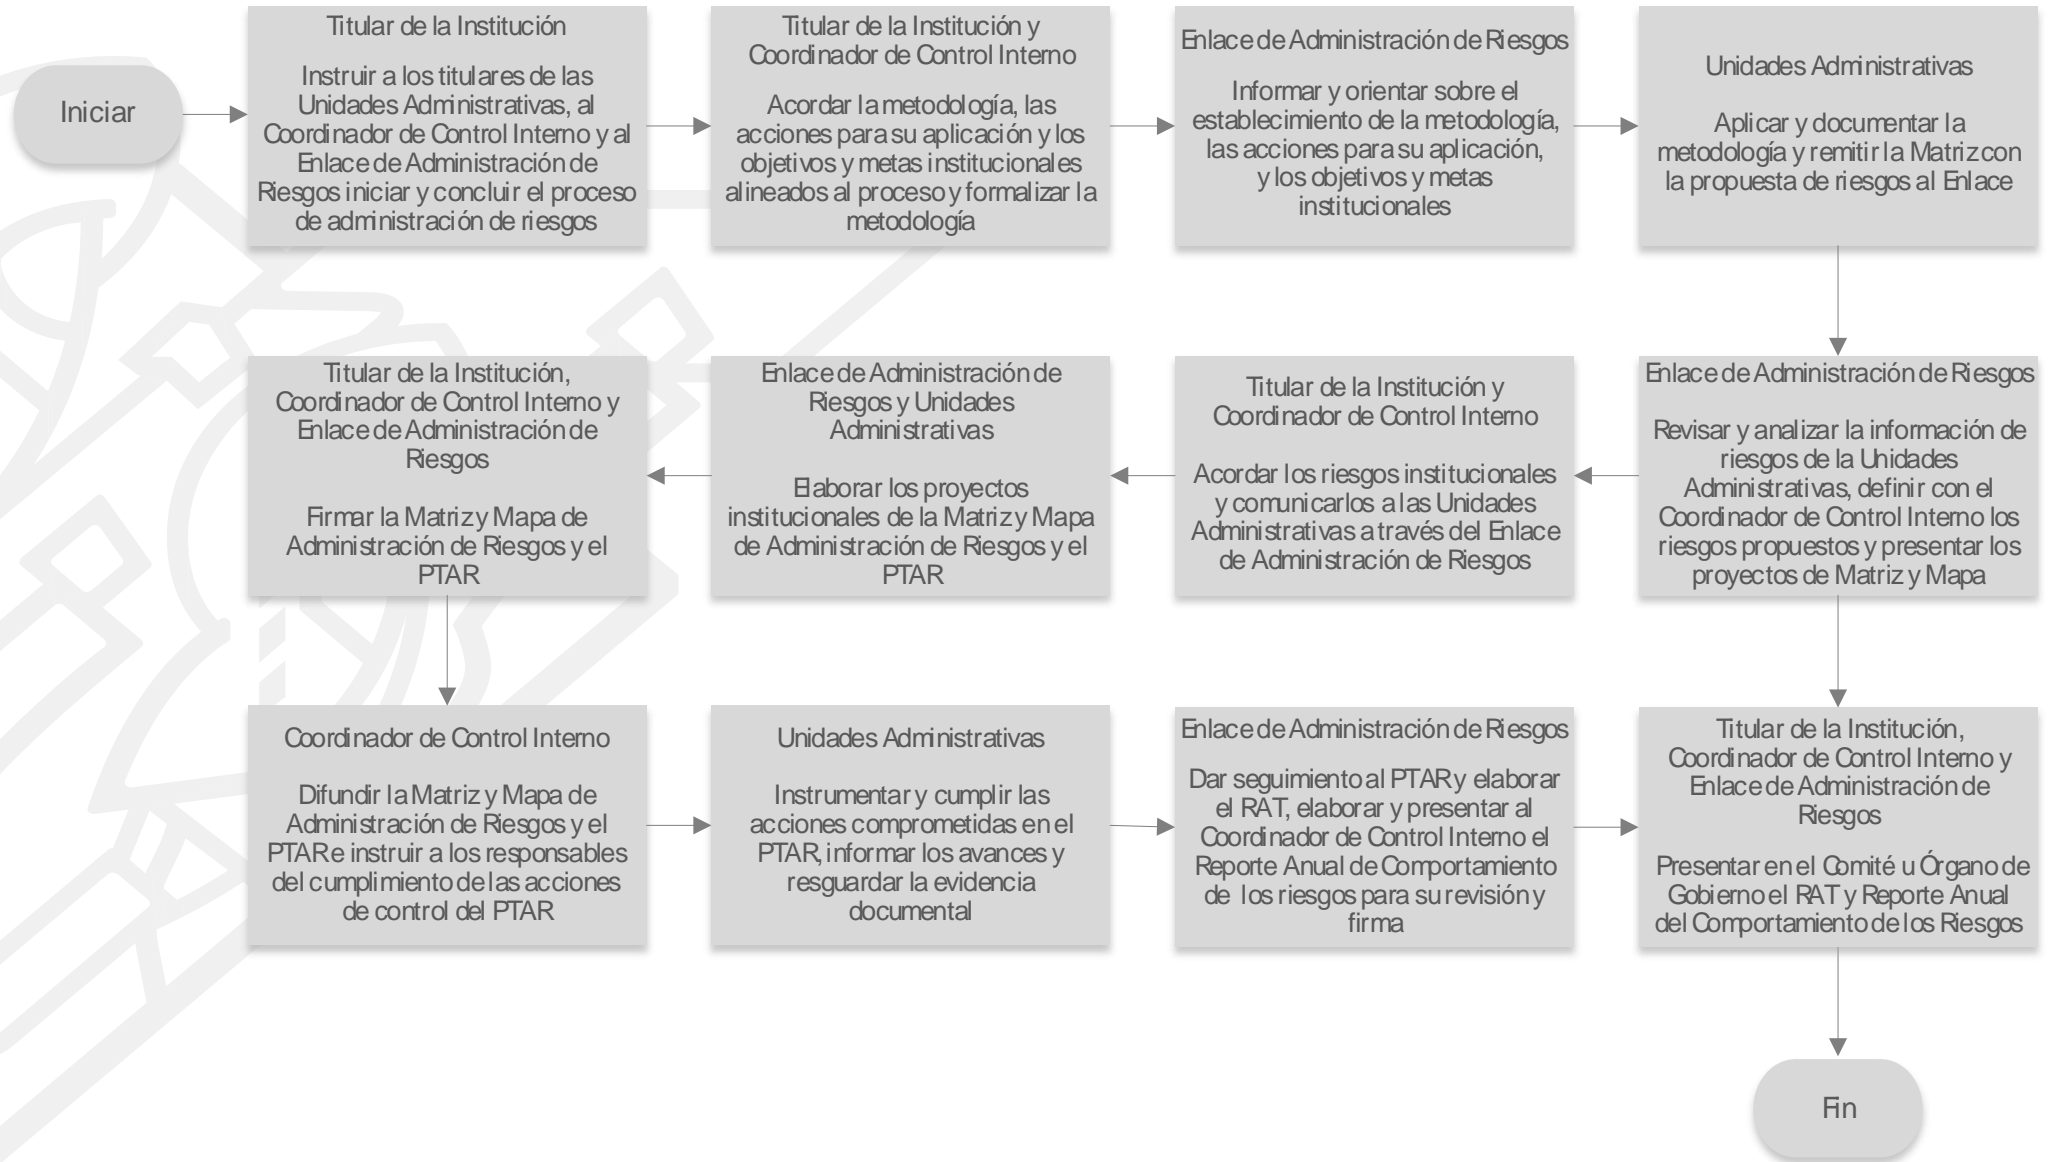 Iniciar
Titular de la Institución
Instruir a los titulares de las
Unidades Administrativas, al
Coordinador de Control Interno y al
Enlace de Administración de
Riesgos iniciar y concluir el proceso
de administración de riesgos
Titular de la Institución y
Coordinador de Control Interno
Acordar la metodología, las
acciones para su aplicación y los
objetivos y metas institucionales
alineados al proceso y formalizar la
metodología
Enlace de Administración de Riesgos
Informar y orientar sobre el
establecimiento de la metodología,
las acciones para su aplicación,
y los objetivos y metas
institucionales
Unidades Administrativas
Aplicar y documentar la
metodología y remitir la Matriz con
la propuesta de riesgos al Enlace
Enlace de Administración de Riesgos
Revisar y analizar la información de
riesgos de la Unidades
Administrativas, definir con el
Coordinador de Control Interno los
riesgos propuestos y presentar los
proyectos de Matriz y Mapa
Titular de la Institución y
Coordinador de Control Interno
Acordar los riesgos institucionales
y comunicarlos a las Unidades
Administrativas a través del Enlace
de Administración de Riesgos
Enlace de Administración de
Riesgos y Unidades
Administrativas
Elaborar los proyectos
institucionales de la Matriz y Mapa
de Administración de Riesgos y el
PTAR
Titular de la Institución,
Coordinador de Control Interno y
Enlace de Administración de
Riesgos
Firmar la Matriz y Mapa de
Administración de Riesgos y el
PTAR
Coordinador de Control Interno
Difundir la Matriz y Mapa de
Administración de Riesgos y el
PTAR e instruir a los responsables
del cumplimiento de las acciones
de control del PTAR
Unidades Administrativas
Instrumentar y cumplir las
acciones comprometidas en el
PTAR, informar los avances y
resguardar la evidencia
documental
Enlace de Administración de Riesgos
Dar seguimiento al PTAR y elaborar
el RAT, elaborar y presentar al
Coordinador de Control Interno el
Reporte Anual de Comportamiento
de los riesgos para su revisión y
firma
Titular de la Institución,
Coordinador de Control Interno y
Enlace de Administración de
Riesgos
Presentar en el Comité u Órgano de
Gobierno el RAT y Reporte Anual
del Comportamiento de los Riesgos
Fin